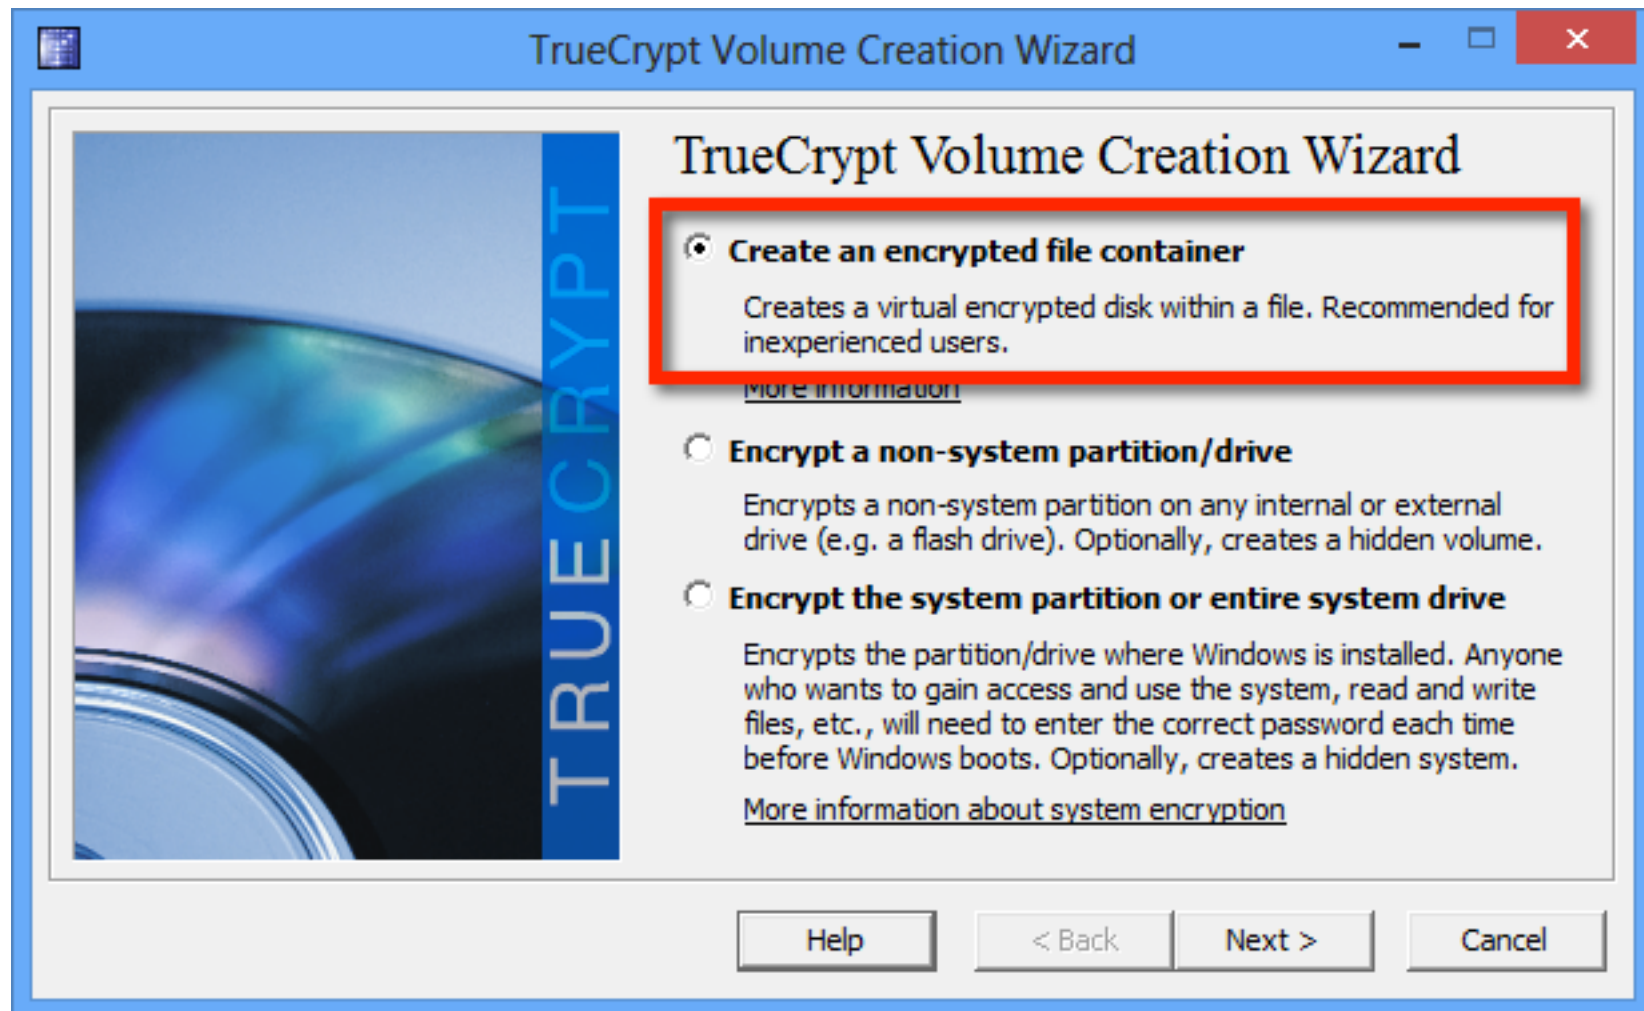 TrueCrypt Volume Creation Wizard
TRUECRYPT
TrueCrypt Volume Creation Wizard
Create an encrypted file container
Creates a virtual encrypted disk within a file. Recommended for
inexperienced users.
More information
Encrypt a non-system partition/drive
Encrypts a non-system partition on any internal or external
drive (e.g. a flash drive). Optionally, creates a hidden volume.
Encrypt the system partition or entire system drive
Encrypts the partition/drive where Windows is installed. Anyone
who wants to gain access and use the system, read and write
files, etc., will need to enter the correct password each time
before Windows boots. Optionally, creates a hidden system.
More information about system encryption
Help < Back Next > Cancel